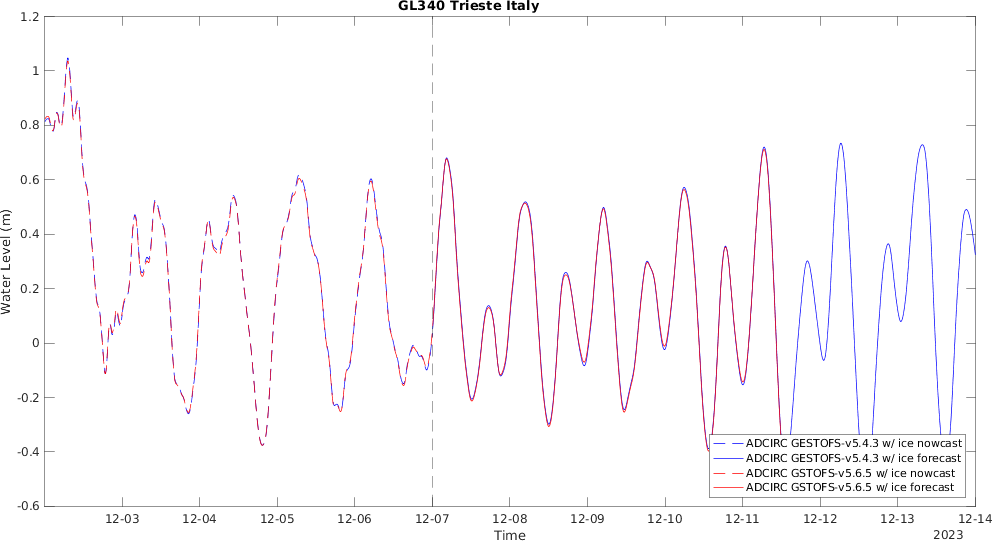 GL340 Trieste Italy
1.2
1
0.8
0.6
0.4
0.2
0
-0.2
-0.4
-0.6
Water Level (m)
ADCIRC GESTOFS-v5.4.3 w/ ice nowcast
ADCIRC GESTOFS-v5.4.3 w/ ice forecast
ADCIRC GSTOFS-v5.6.5 w/ ice nowcast
ADCIRC GSTOFS-v5.6.5 w/ ice forecast
12-03 12-04 12-05 12-06 12-07 12-08 12-09 12-10 12-11 12-12 12-13 12-14
Time
2023